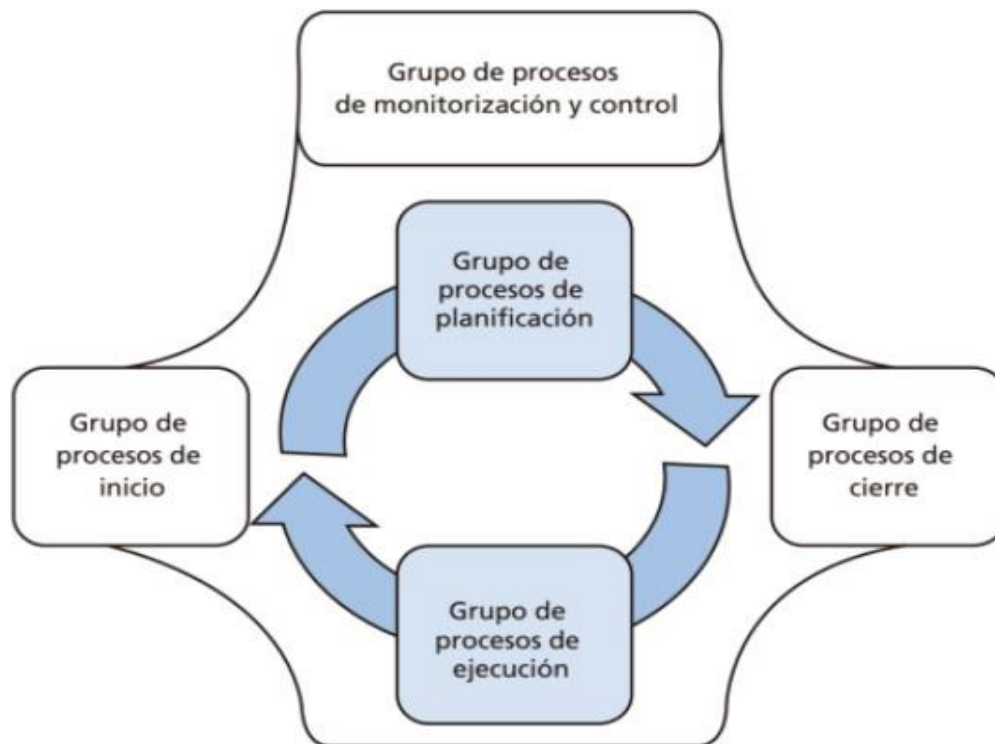 Grupo de procesos
de monitorización y control
Grupo de
procesos de
planificación
Grupo de
procesos de
inicio
Grupo de
procesos de
cierre
Grupo de
procesos de
ejecución